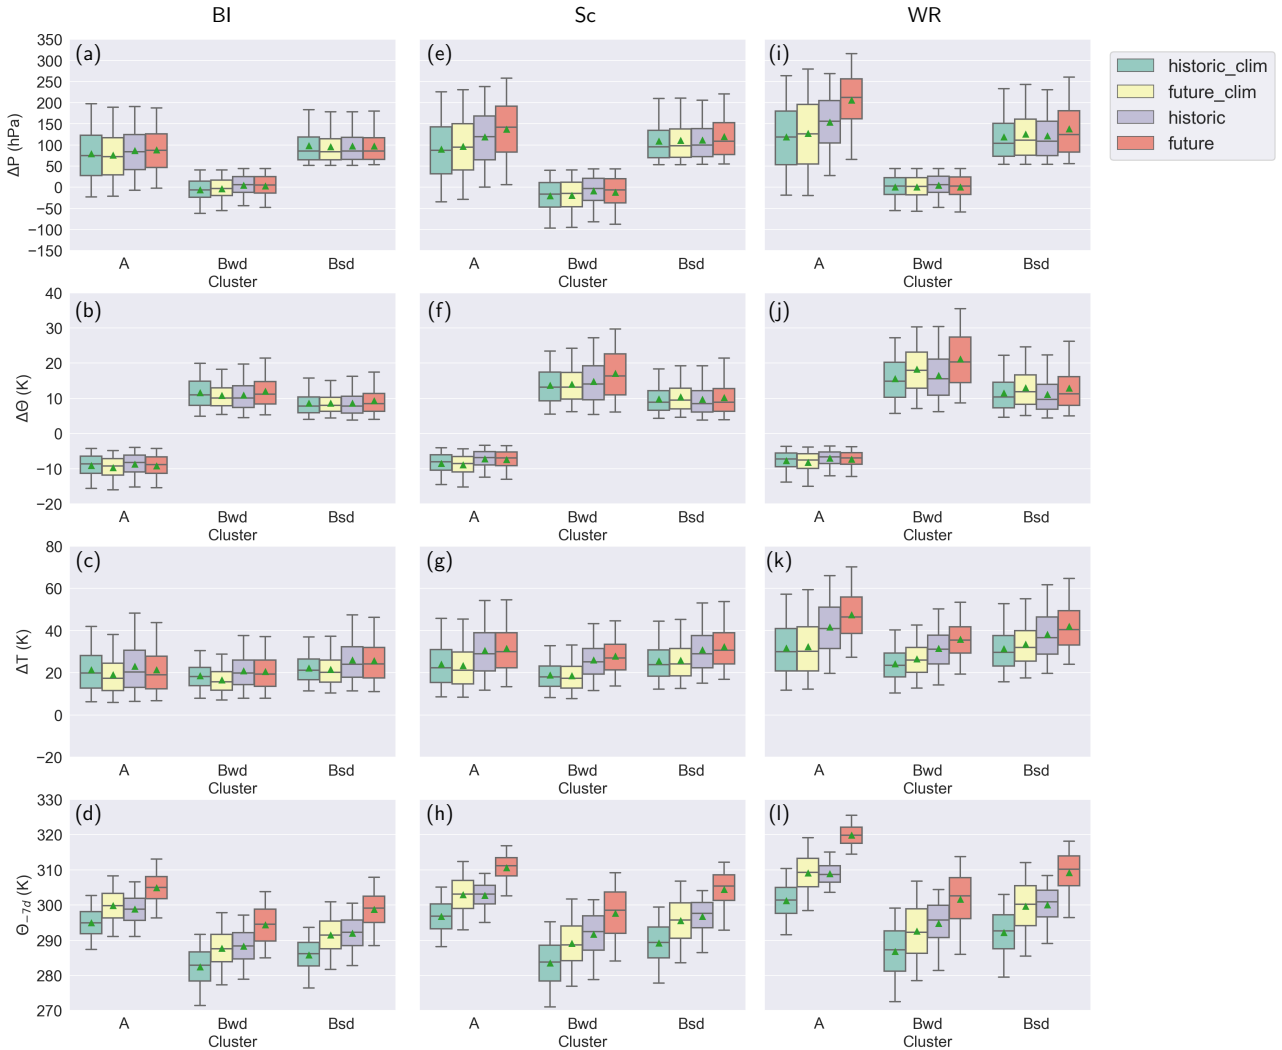 BI Sc WR
(a) (e) (i)
350
300
250
200
150
100
50
0
−50
−100
−150
ΔP (hPa)
A Bwd Bsd
Cluster
A Bwd Bsd
Cluster
A Bwd Bsd
Cluster
historic_clim
future_clim
historic
future
(b) (f) (j)
40
30
20
10
0
−10
−20
ΔΘ (K)
A Bwd Bsd
Cluster
A Bwd Bsd
Cluster
A Bwd Bsd
Cluster
(c) (g) (k)
80
60
40
20
0
−20
ΔT (K)
A Bwd Bsd
Cluster
A Bwd Bsd
Cluster
A Bwd Bsd
Cluster
(d) (h) (l)
330
320
310
300
290
280
270
Θ−7d (K)
A Bwd Bsd
Cluster
A Bwd Bsd
Cluster
A Bwd Bsd
Cluster